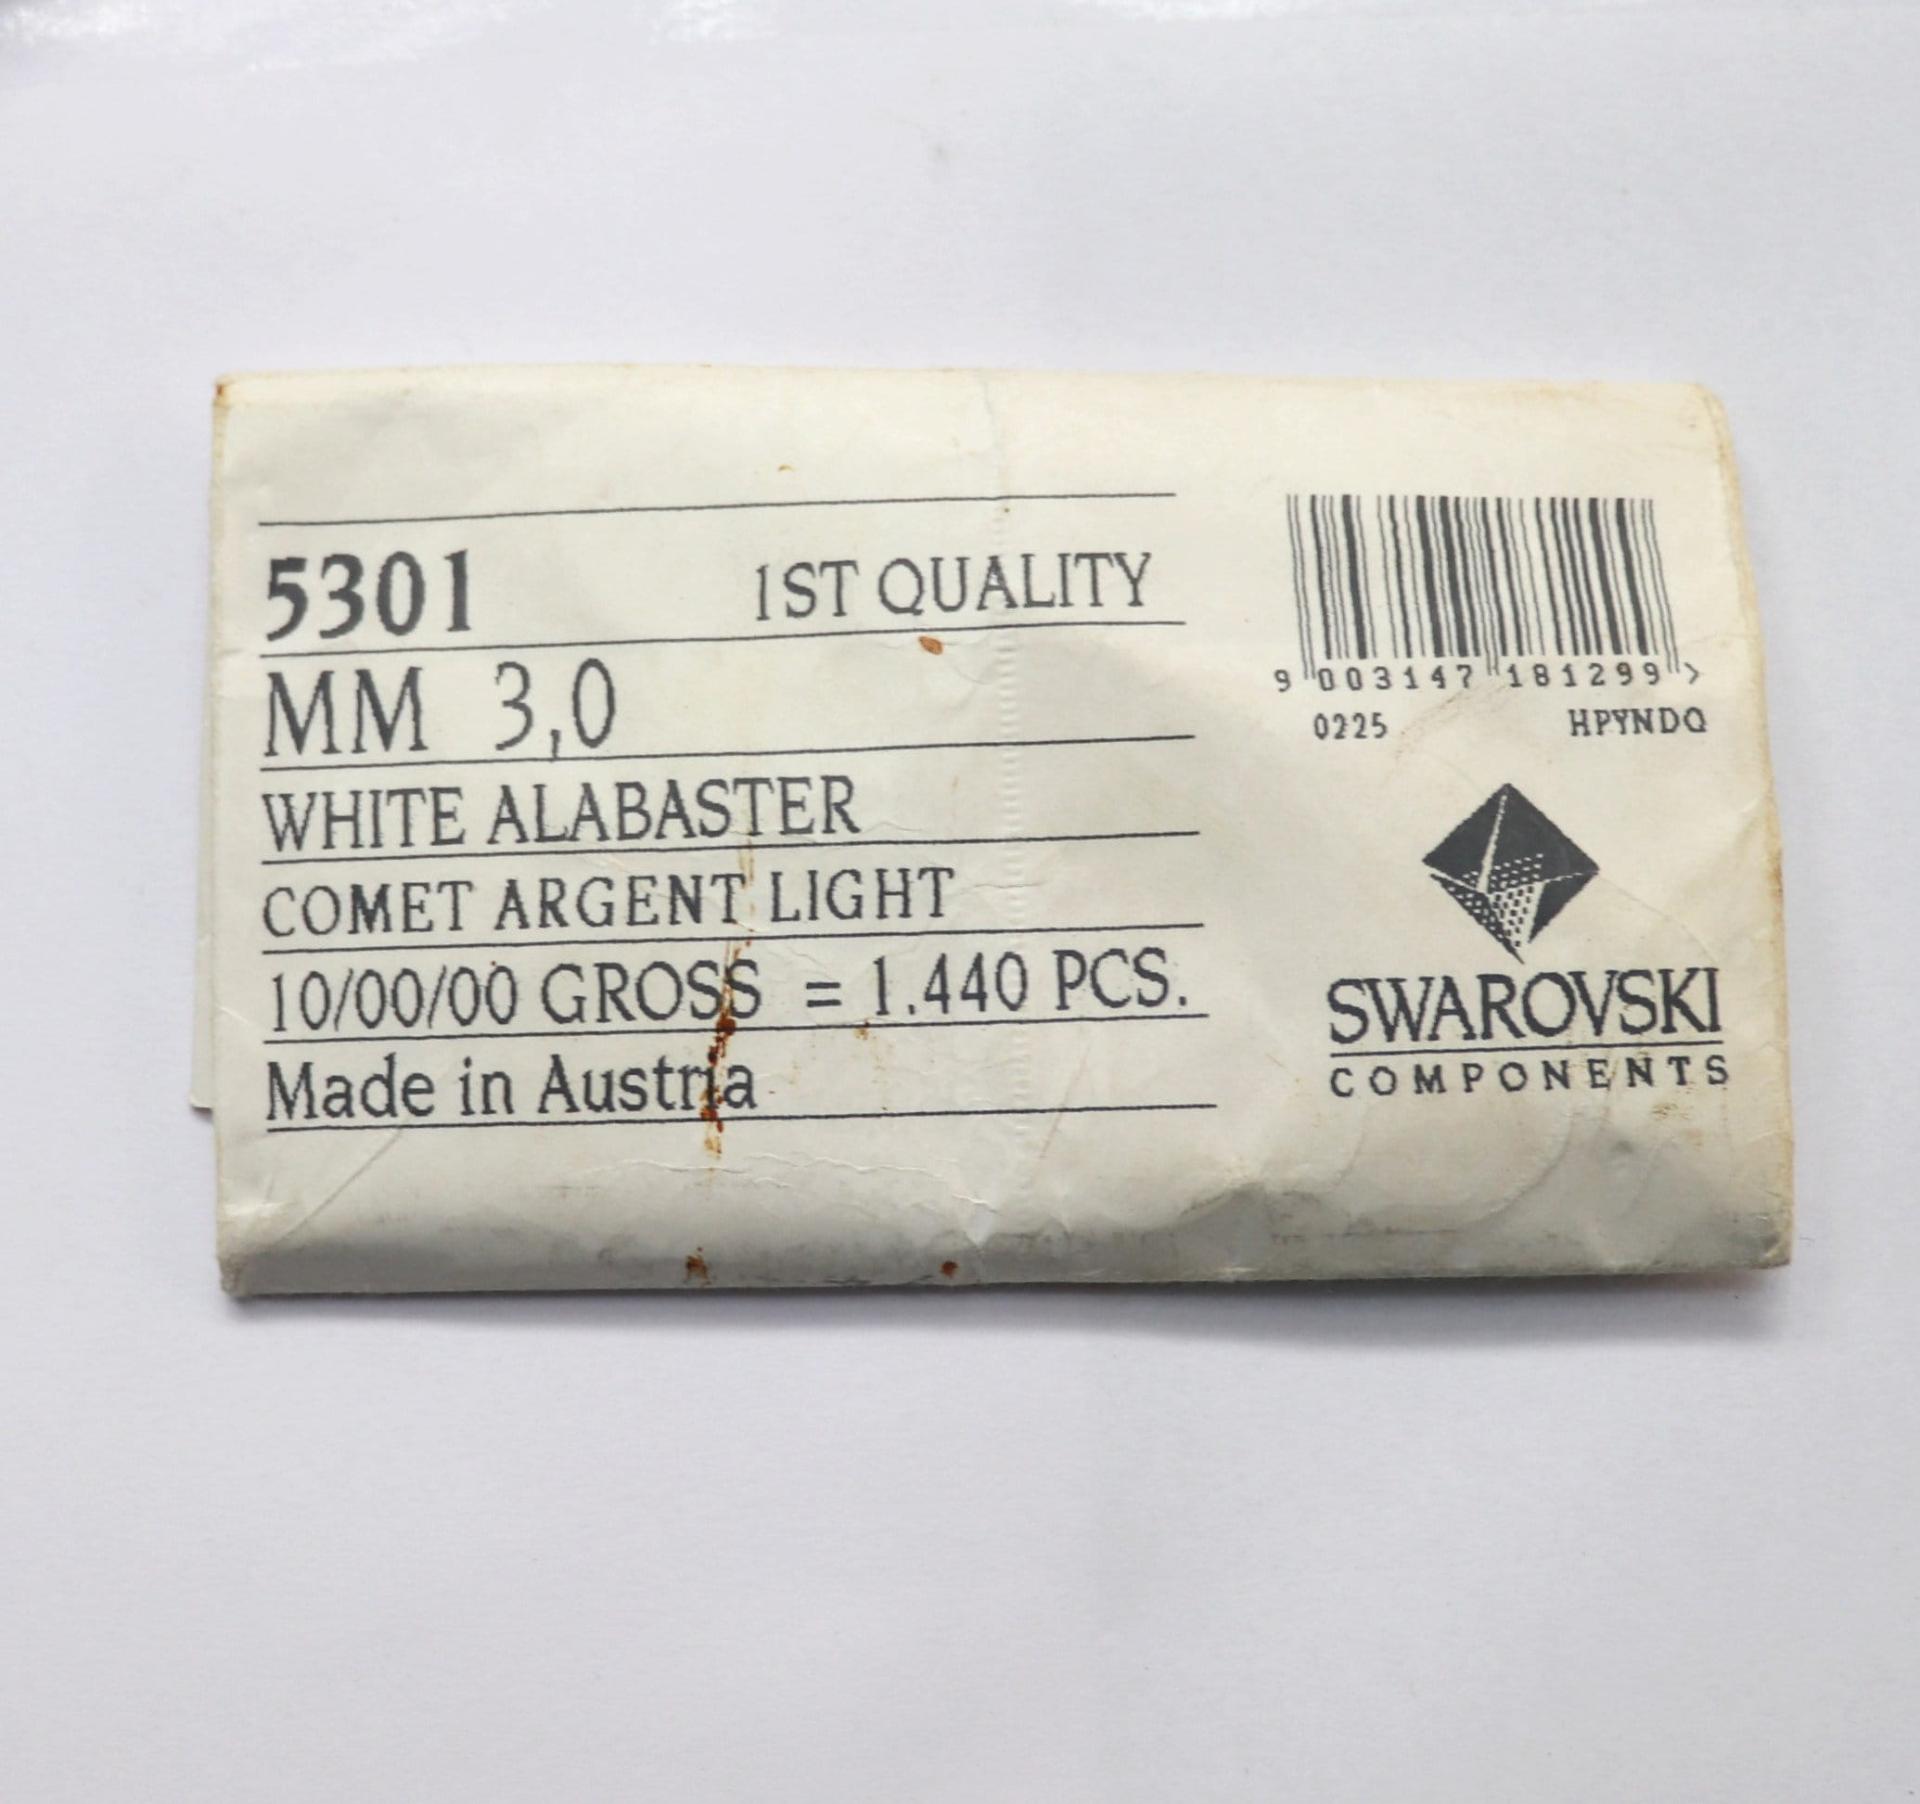 5301 1ST QUALITY
MM 3,0
WHITE ALABASTER
COMET ARGENT LIGHT
10/00/00 GROSS = 1.440 PCS.
Made in Austria
9 003147 181299 >
0225 HPYNDQ
SWAROVSKI
COMPONENTS